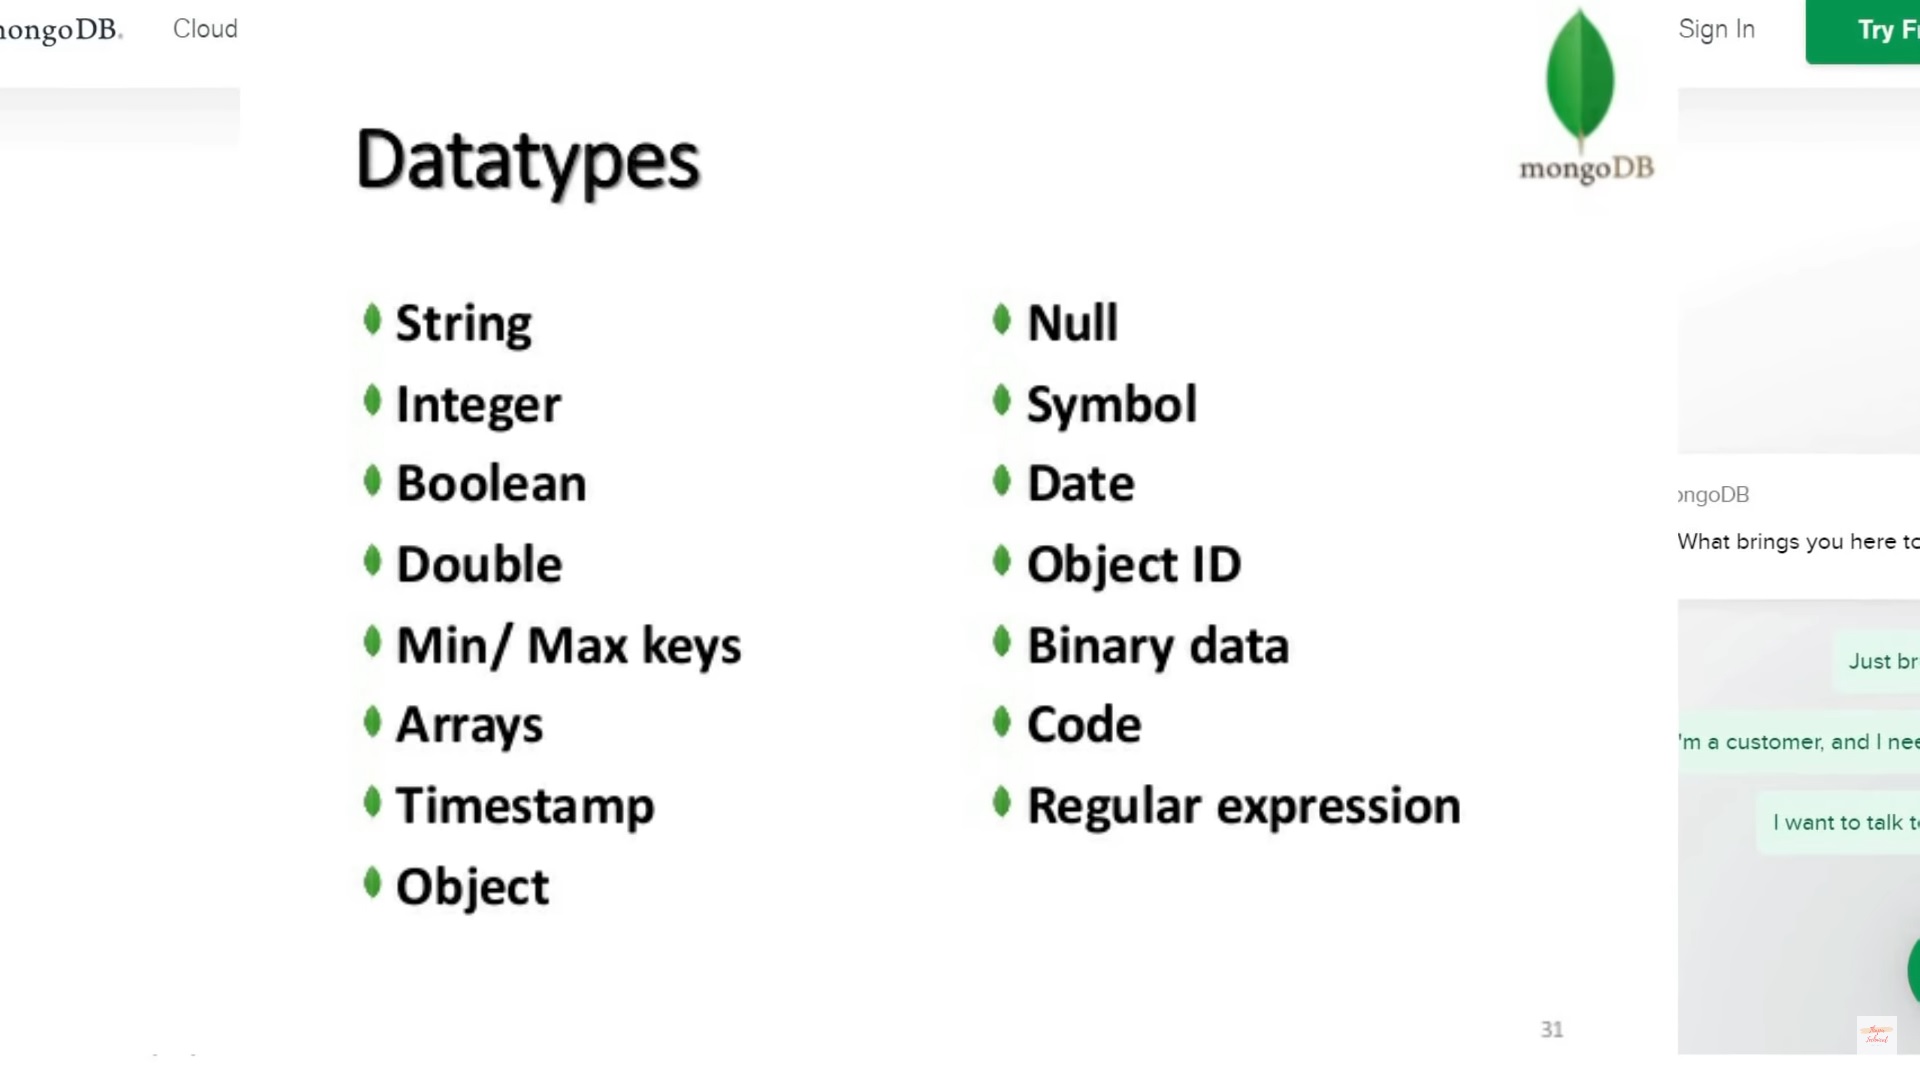 mongoDB.
Cloud
Sign In
Try
mongoDB
Datatypes
String
Integer
Boolean
Double
Min/ Max keys
Arrays
Timestamp
Object
Null
Symbol
Date
Object ID
Binary data
Code
Regular expression
31
ongoDB
What brings you here to
Just br
'm a customer, and I nee
I want to talk t